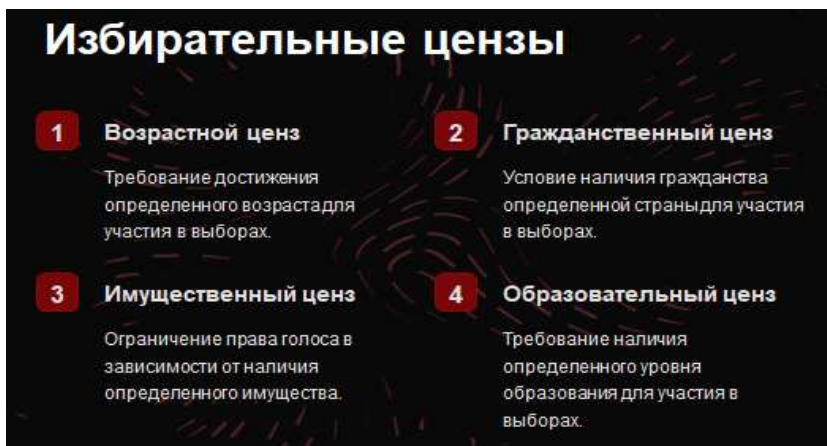 Избирательные цензы
1
Возрастной ценз
Требование достижения
определенного возрастадля
участия в выборах.
2
Гражданственный ценз
Условие наличия гражданства
определенной страныдля участия
в выборах.
3
Имущественный ценз
Ограничение права голоса в
зависимости от наличия
определенного имущества.
4
Образовательный ценз
Требование наличия
определенного уровня
образования для участия в
выборах.